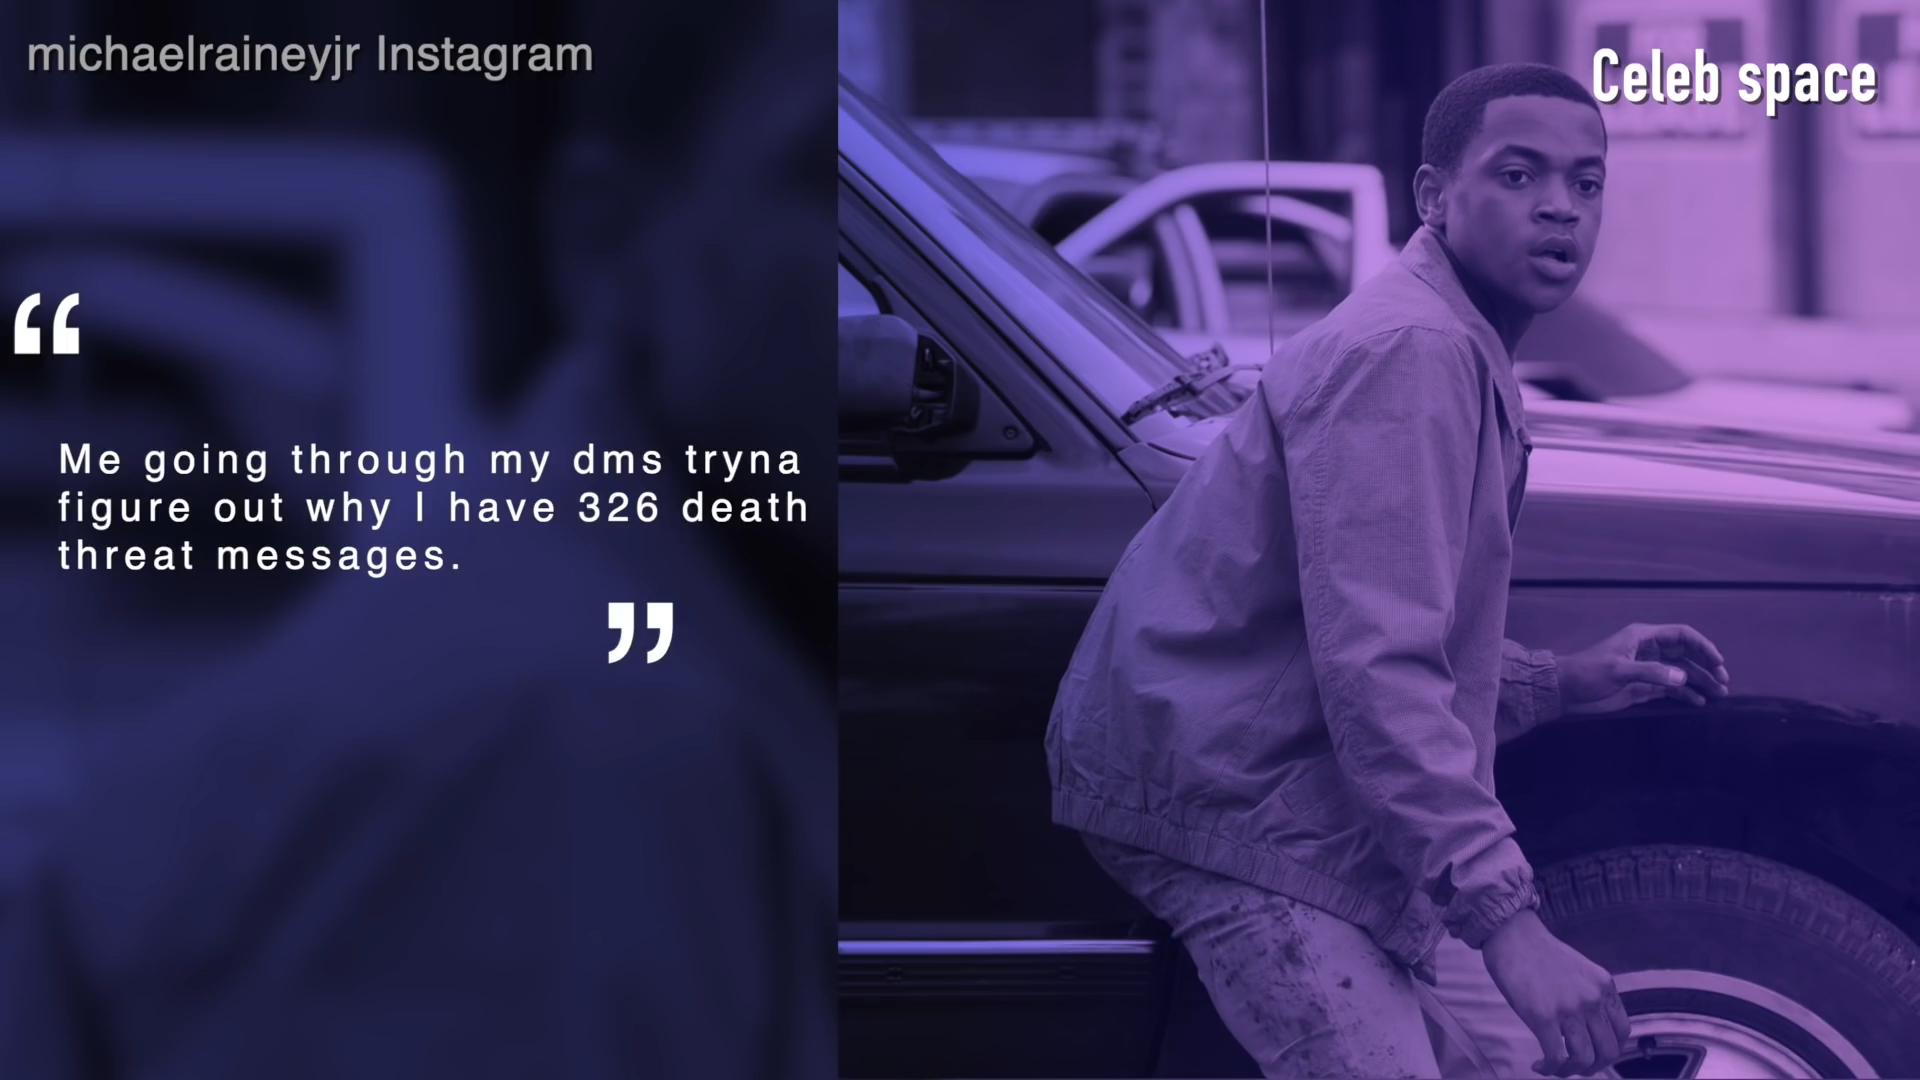 michaelraineyjr Instagram
Celeb space
“
Me going through my dms tryna
figure out why I have 326 death
threat messages.
”